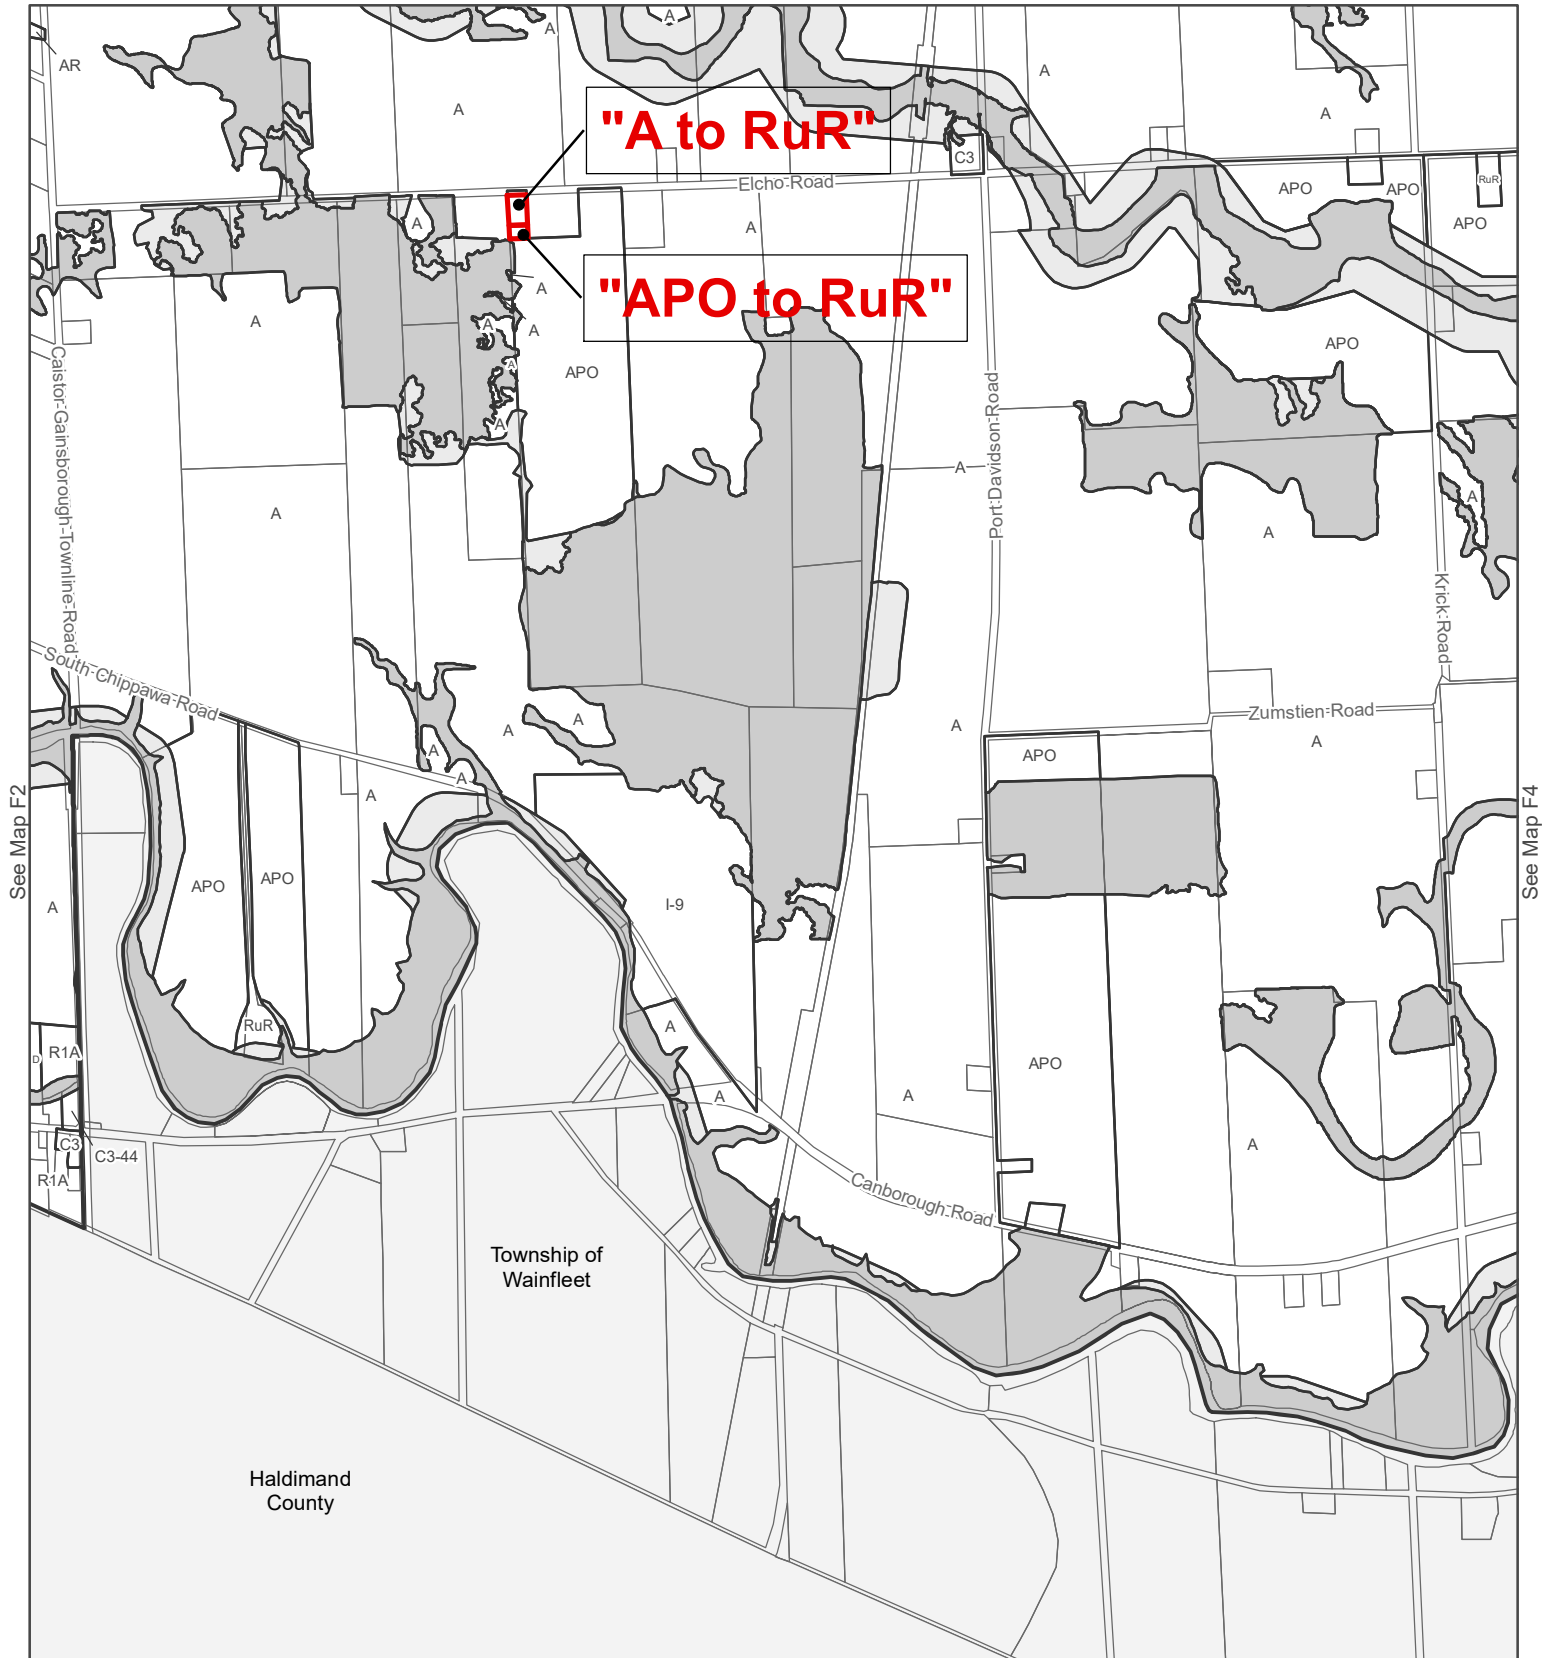 A
A
AR
A
A
A
A
"A to RuR"
C3
Elcho Road
APO
APO
RuR
APO
A
A
"APO to RuR"
A
A
A
A
A
APO
APO
A
A
Caistor-Gainsborough-Townline-Road
Port Davidson Road
A
A
A
A
Krick Road
South Chippawa Road
Zumstien Road
A
A
A
A
A
A
A
APO
A
See Map F2
See Map F4
APO
APO
I-9
A
RuR
A
D
R1A
APO
A
A
A
C3
C3-44
R1A
Canborough Road
Township of
Wainfleet
Haldimand
County